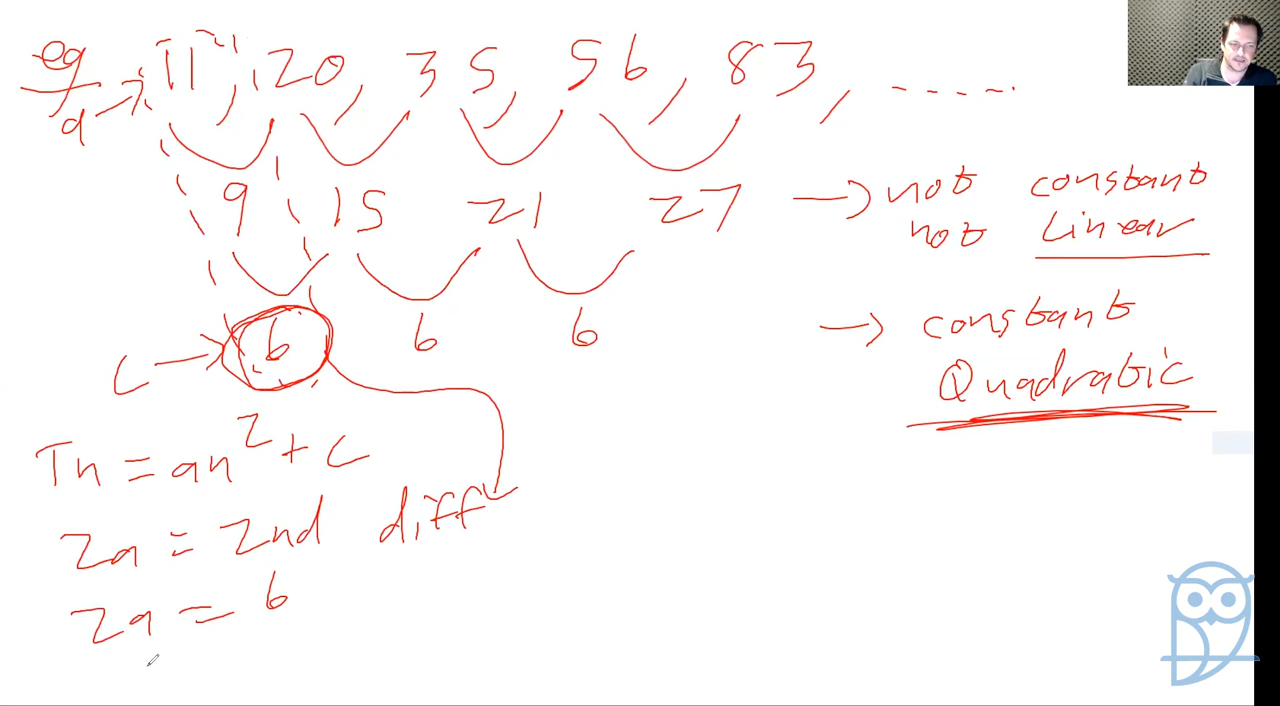 eg 11, 20, 35, 56, 83, .....
a →
9 15 21 27 → not constant
not Linear
c → 6 6 6 → constant
Quadratic
Tn = an² + c
2a = 2nd diff
2a = 6